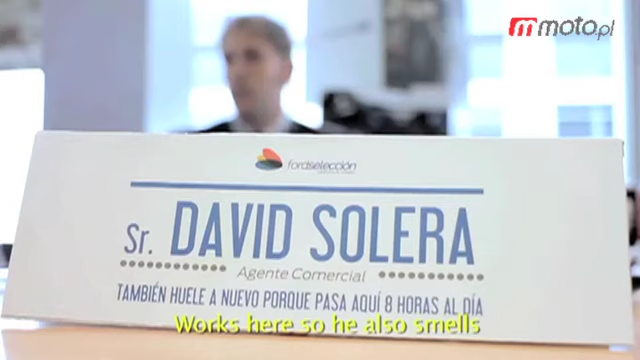 mmoto.pl
fordselección
Sr. DAVID SOLERA
Agente Comercial
TAMBIÉN HUELE A NUEVO PORQUE PASA AQUÍ 8 HORAS AL DÍA
Works here so he also smells